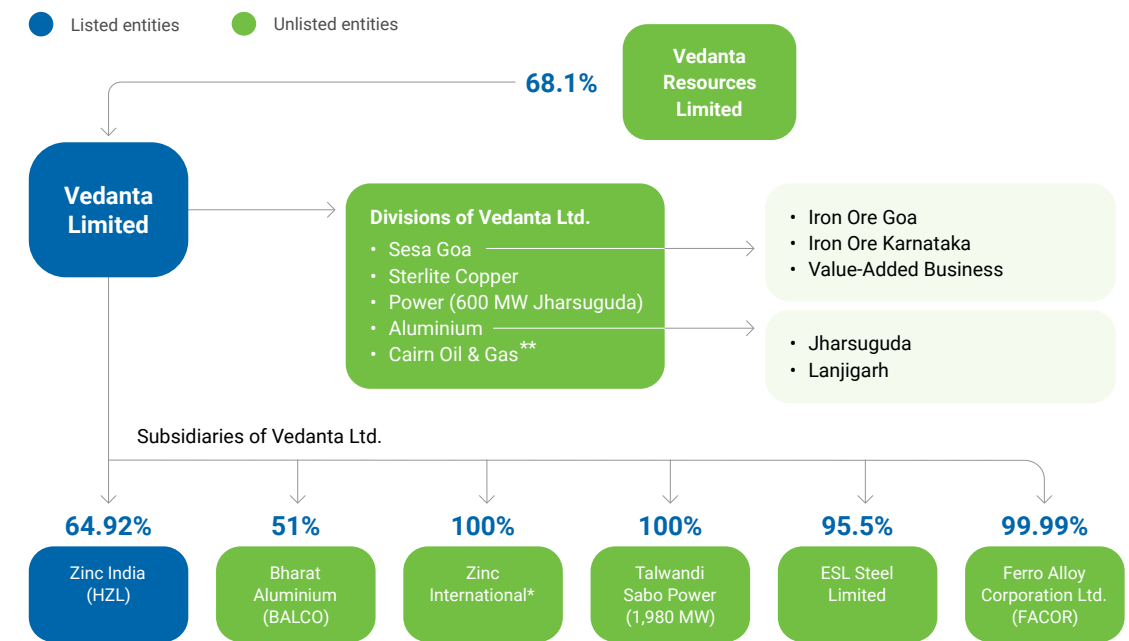 Listed entities
Unlisted entities
Vedanta
Resources
Limited
68.1%
Vedanta
Limited
Divisions of Vedanta Ltd.
• Sesa Goa
• Sterlite Copper
• Power (600 MW Jharsuguda)
• Aluminium
• Cairn Oil & Gas**
• Iron Ore Goa
• Iron Ore Karnataka
• Value-Added Business
• Jharsuguda
• Lanjigarh
Subsidiaries of Vedanta Ltd.
64.92%
Zinc India
(HZL)
51%
Bharat
Aluminium
(BALCO)
100%
Zinc
International*
100%
Talwandi
Sabo Power
(1,980 MW)
95.5%
ESL Steel
Limited
99.99%
Ferro Alloy
Corporation Ltd.
(FACOR)